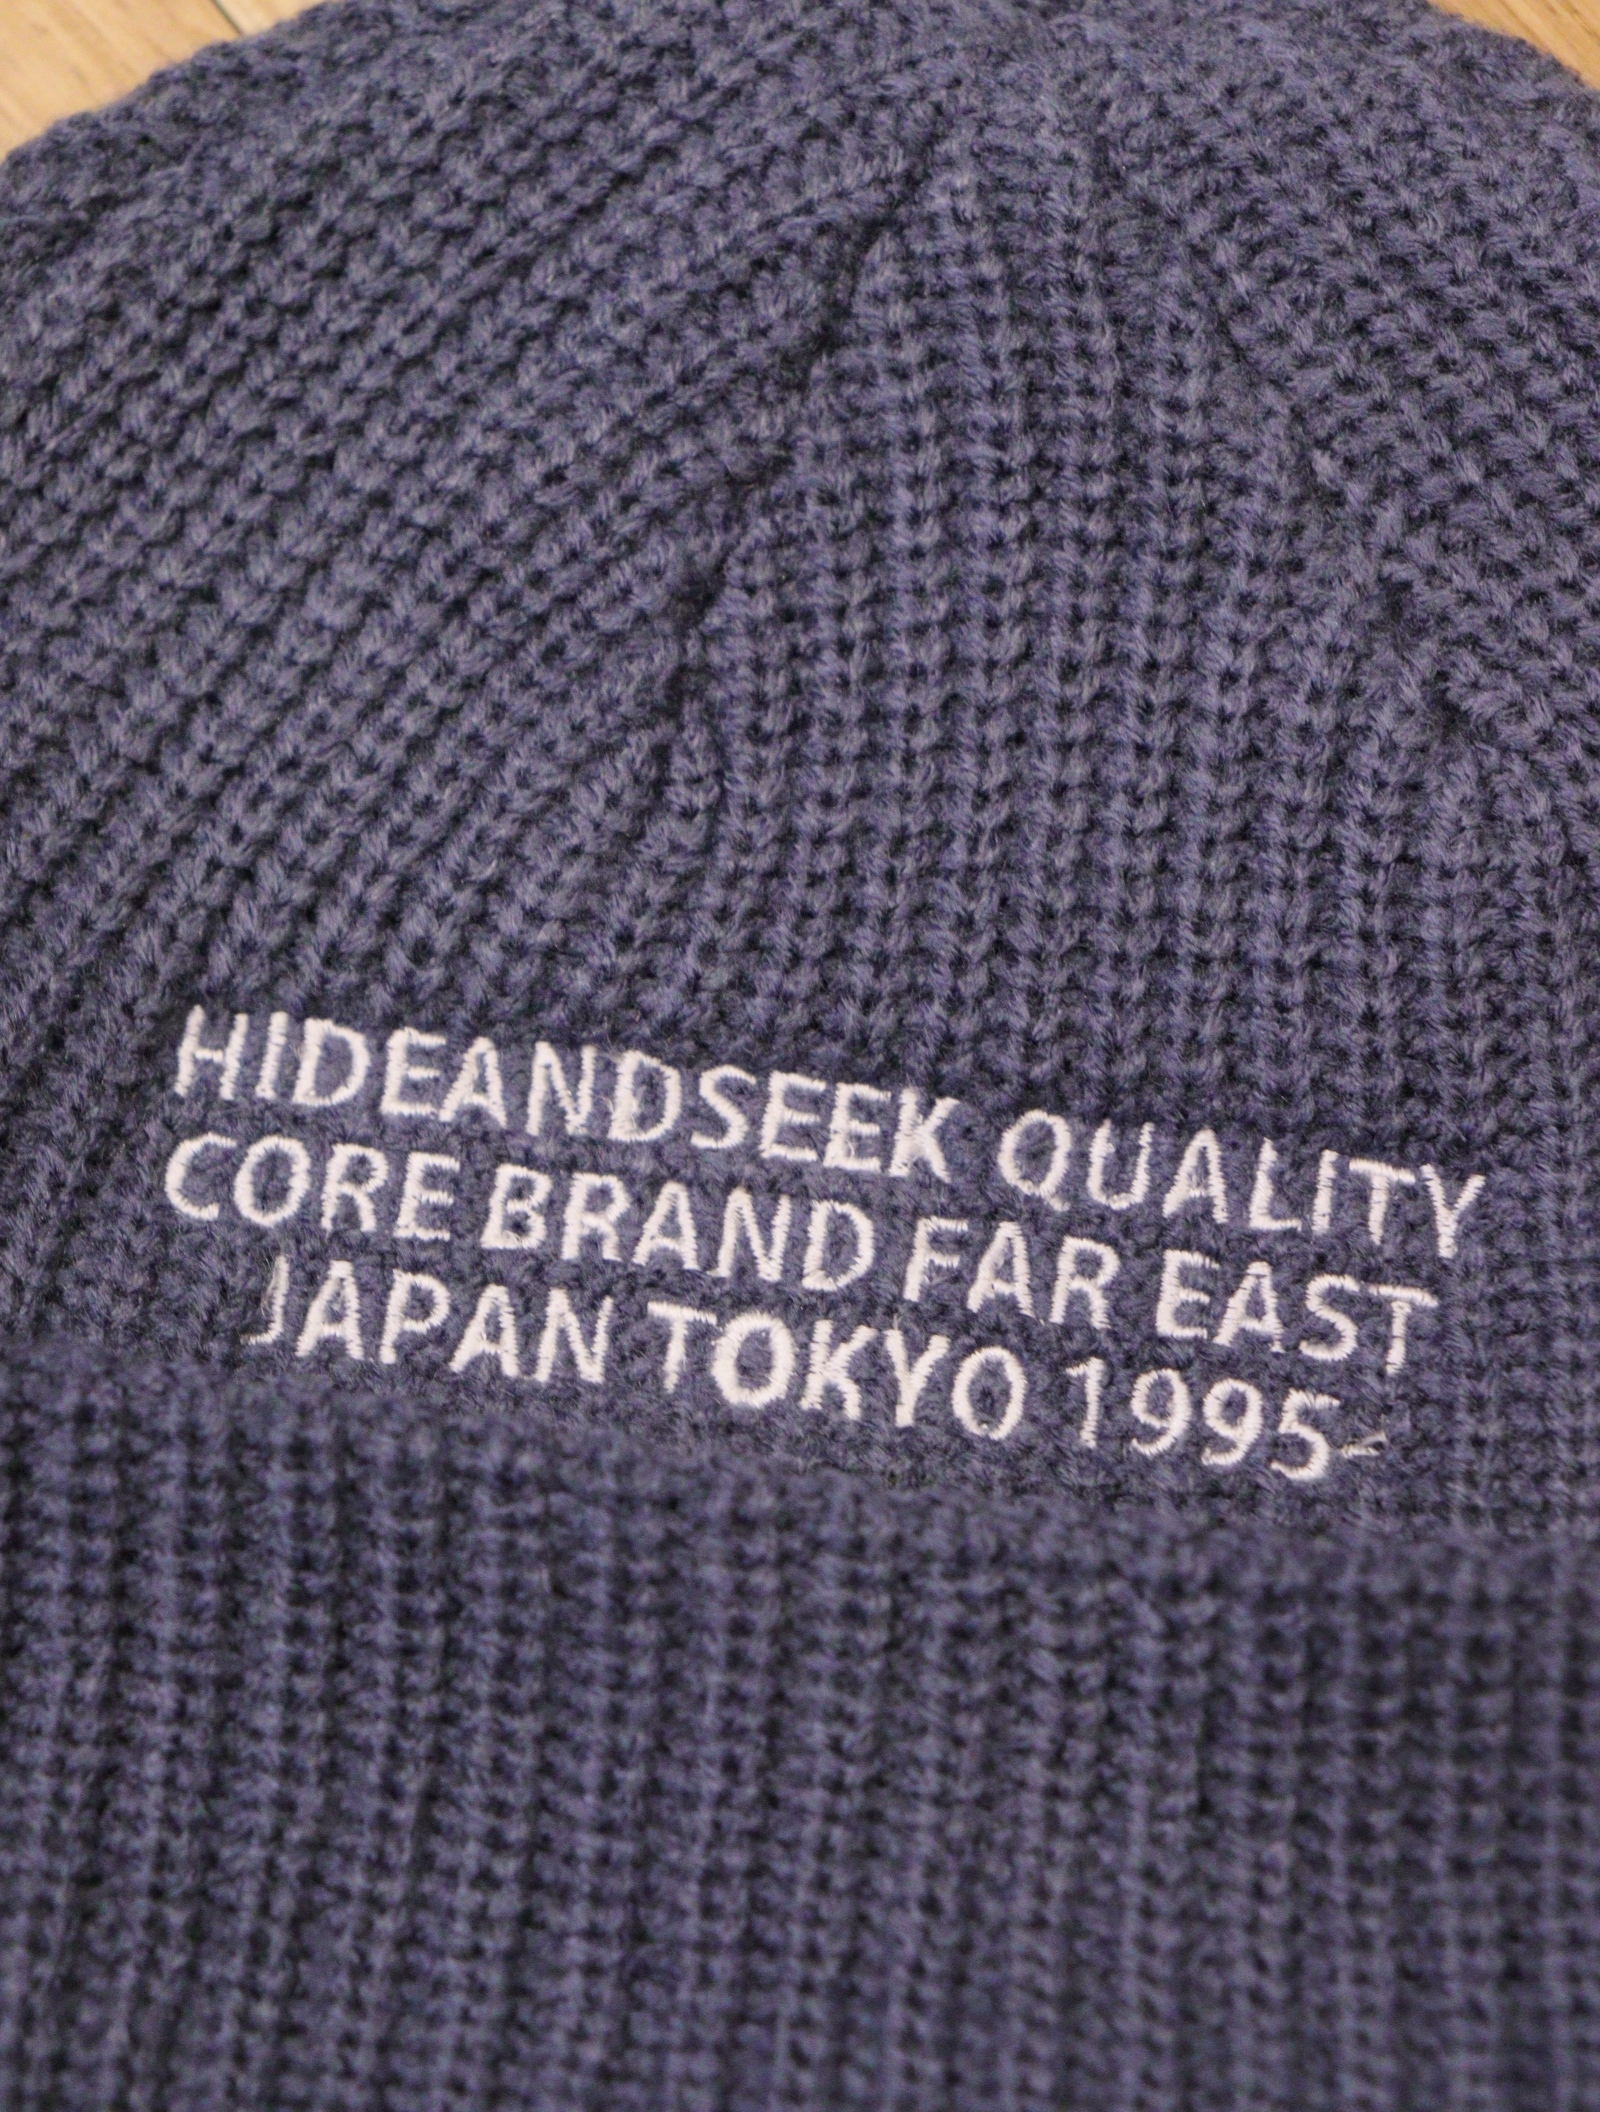 HIDEANDSEEK QUALITY
CORE BRAND FAR EAST
JAPAN TOKYO 1995